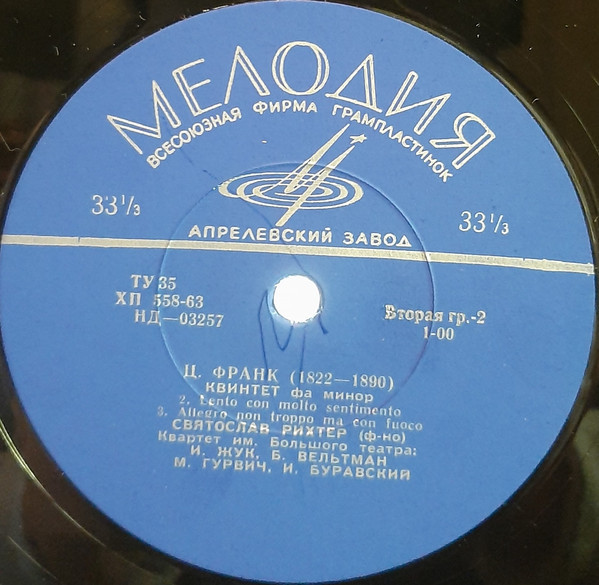 МЕЛОДИЯ
ВСЕСОЮЗНАЯ ФИРМА ГРАМПЛАСТИНОК
33⅓
33⅓
АПРЕЛЕВСКИЙ ЗАВОД
ТУ 35
ХП 558-63
НД—03257
Вторая гр.-2
1-00
Ц. ФРАНК (1822—1890)
КВИНТЕТ фа минор
2. Lento con molto sentimento
3. Allegro non troppo ma con fuoco
СВЯТОСЛАВ РИХТЕР (ф-но)
Квартет им. Большого театра:
И. ЖУК, Б. ВЕЛЬТМАН
М. ГУРВИЧ, И. БУРАВСКИЙ